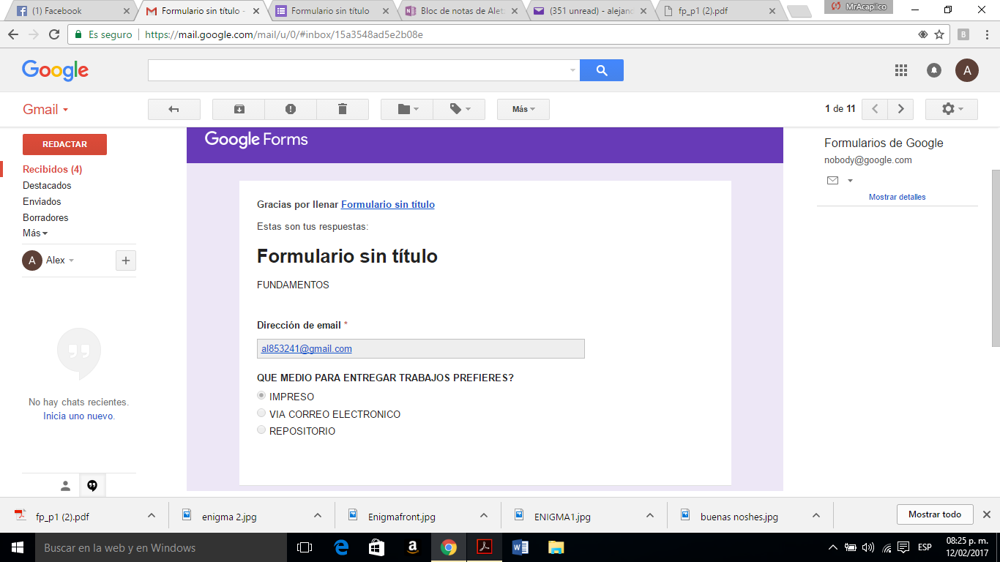 (1) Facebook
Formulario sin título -
Formulario sin título
Bloc de notas de Alet
(351 unread) - alejand
fp_p1 (2).pdf
MrAcapilco
Es seguro
https://mail.google.com/mail/u/0/#inbox/15a3548ad5e2b08e
B
Google
A
Gmail
Más
1 de 11
REDACTAR
Recibidos (4)
Destacados
Enviados
Borradores
Más
A Alex
No hay chats recientes.
Inicia uno nuevo.
Google Forms
Gracias por llenar Formulario sin título
Estas son tus respuestas:
Formulario sin título
FUNDAMENTOS
Dirección de email *
al853241@gmail.com
QUE MEDIO PARA ENTREGAR TRABAJOS PREFIERES?
IMPRESO
VIA CORREO ELECTRONICO
REPOSITORIO
Formularios de Google
nobody@google.com
Mostrar detalles
fp_p1 (2).pdf
enigma 2.jpg
Enigmafront.jpg
ENIGMA1.jpg
buenas noshes.jpg
Mostrar todo
Buscar en la web y en Windows
ESP
08:25 p. m.
12/02/2017